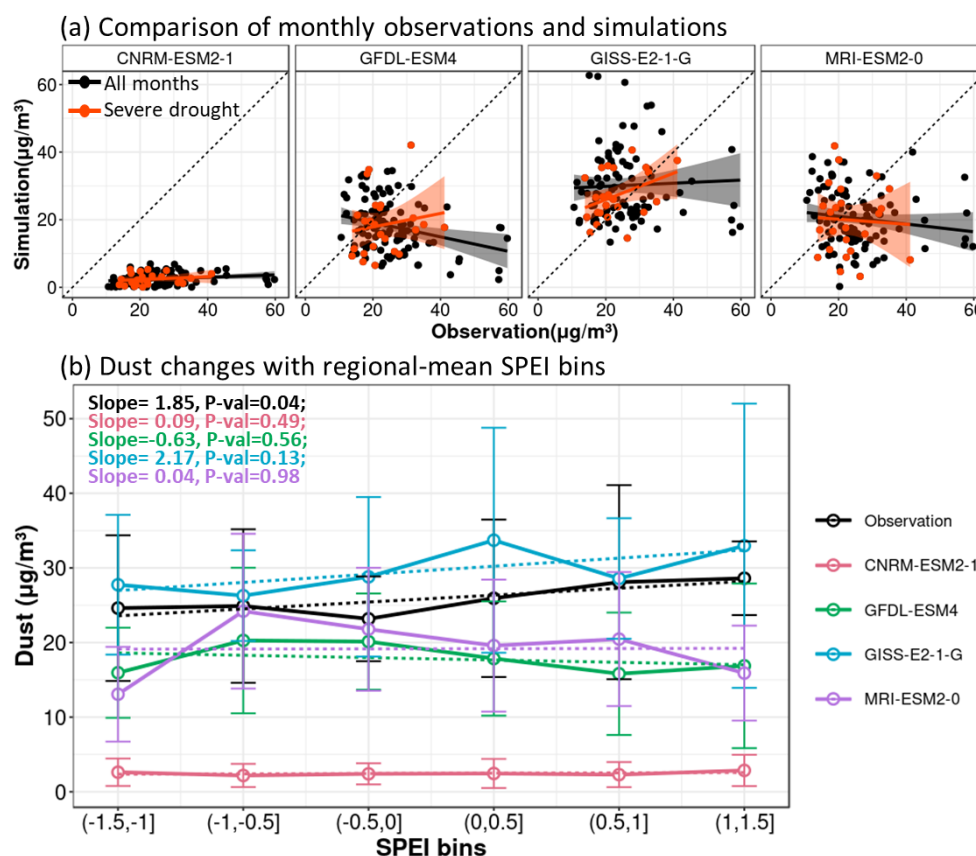 (a) Comparison of monthly observations and simulations
CNRM-ESM2-1 GFDL-ESM4 GISS-E2-1-G MRI-ESM2-0
All months
Severe drought
Simulation(μg/m³)
60
40
20
0
0 20 40 60 0 20 40 60 0 20 40 60 0 20 40 60
Observation(μg/m³)
(b) Dust changes with regional-mean SPEI bins
Slope= 1.85, P-val=0.04;
Slope= 0.09, P-val=0.49;
Slope=-0.63, P-val=0.56;
Slope= 2.17, P-val=0.13;
Slope= 0.04, P-val=0.98
Dust (μg/m³)
50
40
30
20
10
0
(-1.5,-1] (-1,-0.5] (-0.5,0] (0,0.5] (0.5,1] (1,1.5]
SPEI bins
Observation
CNRM-ESM2-1
GFDL-ESM4
GISS-E2-1-G
MRI-ESM2-0